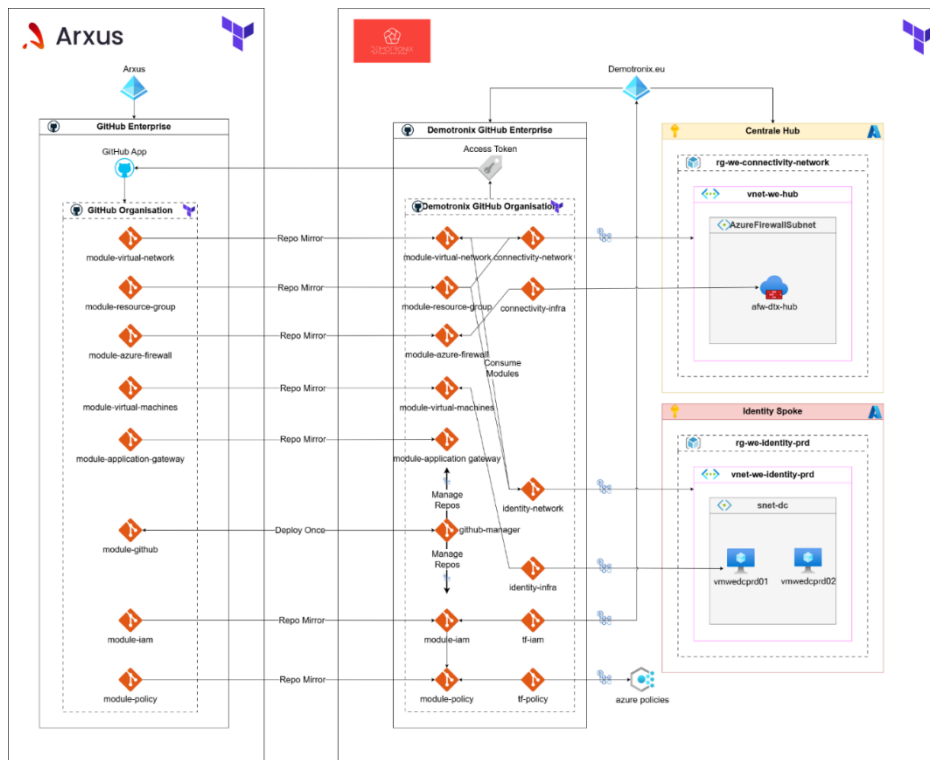 Arxus
DEMOTRONIX
Arxus
Demotronix.eu
GitHub Enterprise
Demotronix GitHub Enterprise
Centrale Hub
GitHub App
Access Token
rg-we-connectivity-network
GitHub Organisation
Demotronix GitHub Organisation
vnet-we-hub
AzureFirewallSubnet
Repo Mirror
module-virtual-network
module-virtual-network
connectivity-network
Repo Mirror
module-resource-group
module-resource-group
connectivity-infra
afw-dtx-hub
Repo Mirror
module-azure-firewall
module-azure-firewall
Consume
Modules
Repo Mirror
module-virtual-machines
module-virtual-machines
Identity Spoke
Repo Mirror
rg-we-identity-prd
module-application-gateway
module-application gateway
vnet-we-identity-prd
Manage
Repos
identity-network
snet-dc
Deploy Once
github-manager
module-github
Manage
Repos
vmwedcprd01
vmwedcprd02
identity-infra
Repo Mirror
module-iam
module-iam
tf-iam
Repo Mirror
module-policy
module-policy
tf-policy
azure policies